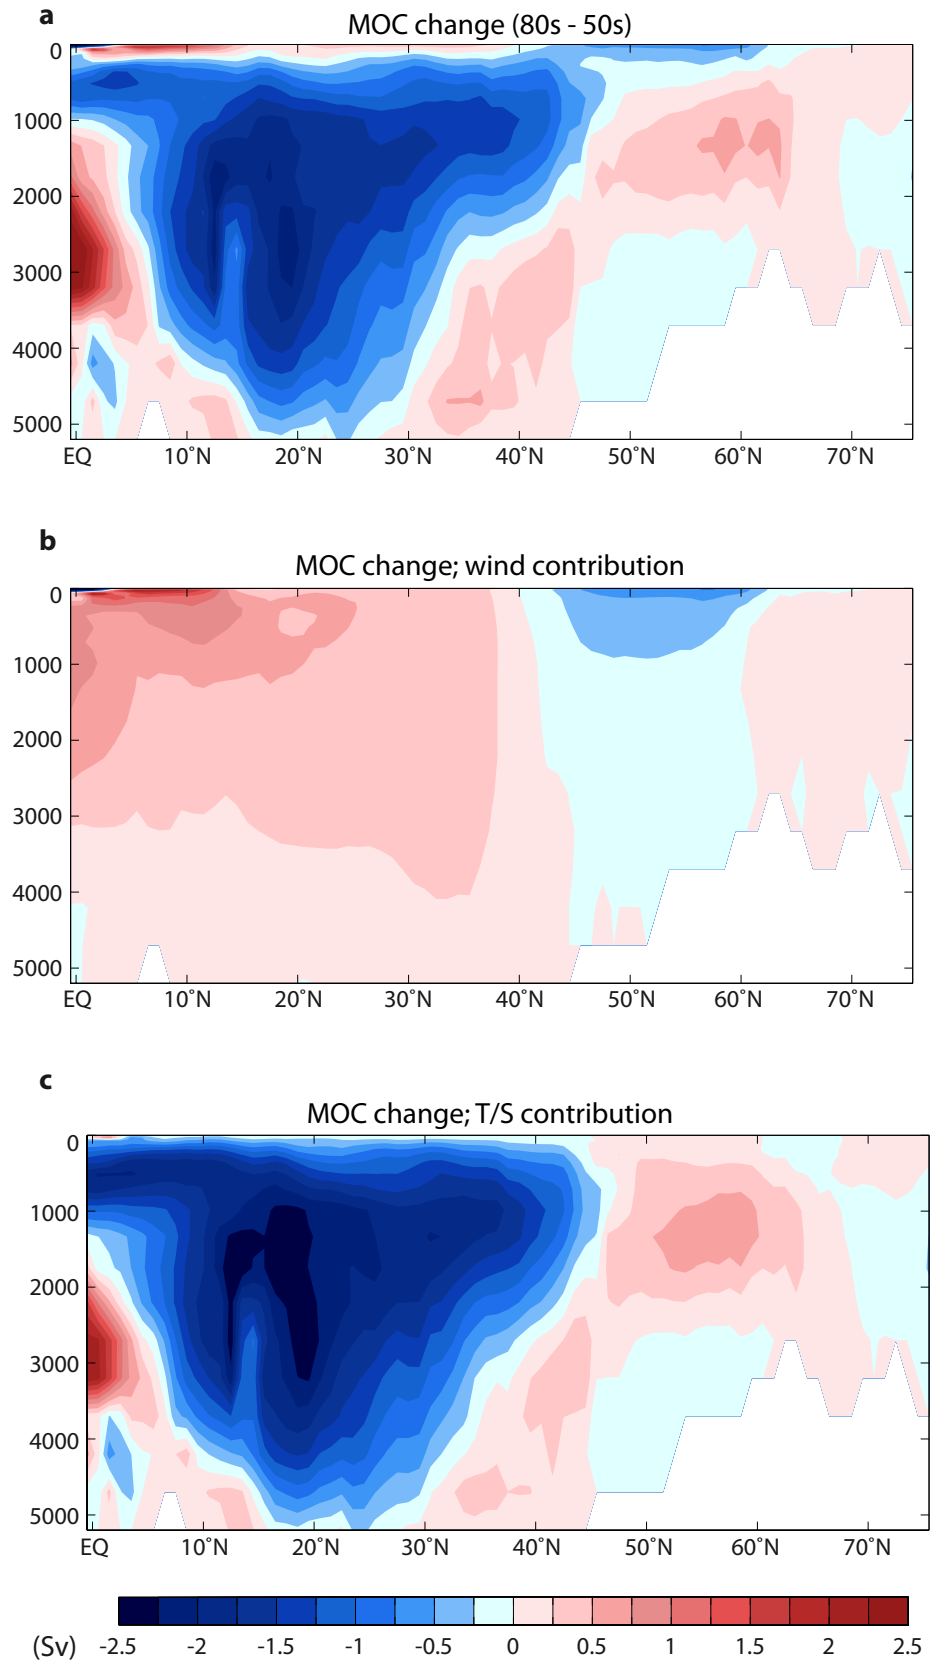 a
MOC change (80s - 50s)
0
1000
2000
3000
4000
5000
EQ 10°N 20°N 30°N 40°N 50°N 60°N 70°N
b
MOC change; wind contribution
0
1000
2000
3000
4000
5000
EQ 10°N 20°N 30°N 40°N 50°N 60°N 70°N
c
MOC change; T/S contribution
0
1000
2000
3000
4000
5000
EQ 10°N 20°N 30°N 40°N 50°N 60°N 70°N
(Sv) -2.5 -2 -1.5 -1 -0.5 0 0.5 1 1.5 2 2.5